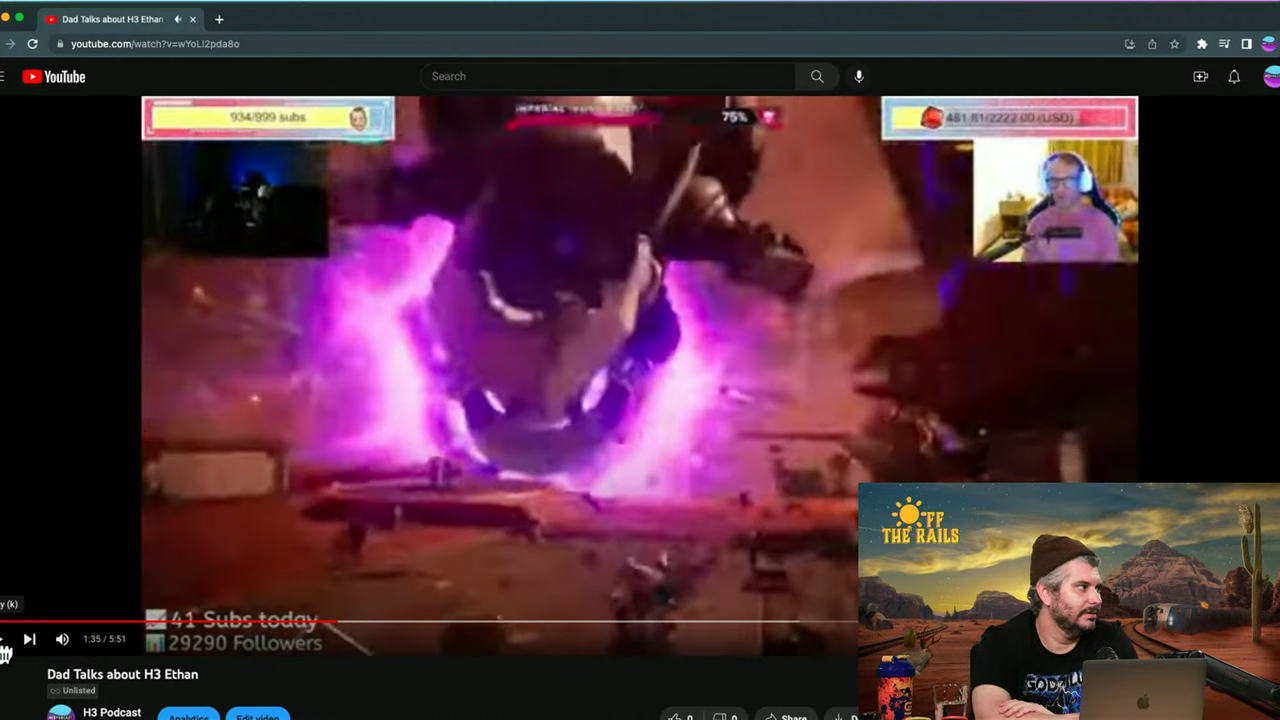 Dad Talks about H3 Ethan
youtube.com/watch?v=wYoLl2pda8o
YouTube
Search
934/999 subs
75%
481.81/2222.00 (USD)
OFF
THE RAILS
y (k)
1:35 / 5:51
41 Subs today
29290 Followers
Dad Talks about H3 Ethan
Unlisted
H3 Podcast
Analytics
Edit video
0
0
Share
D